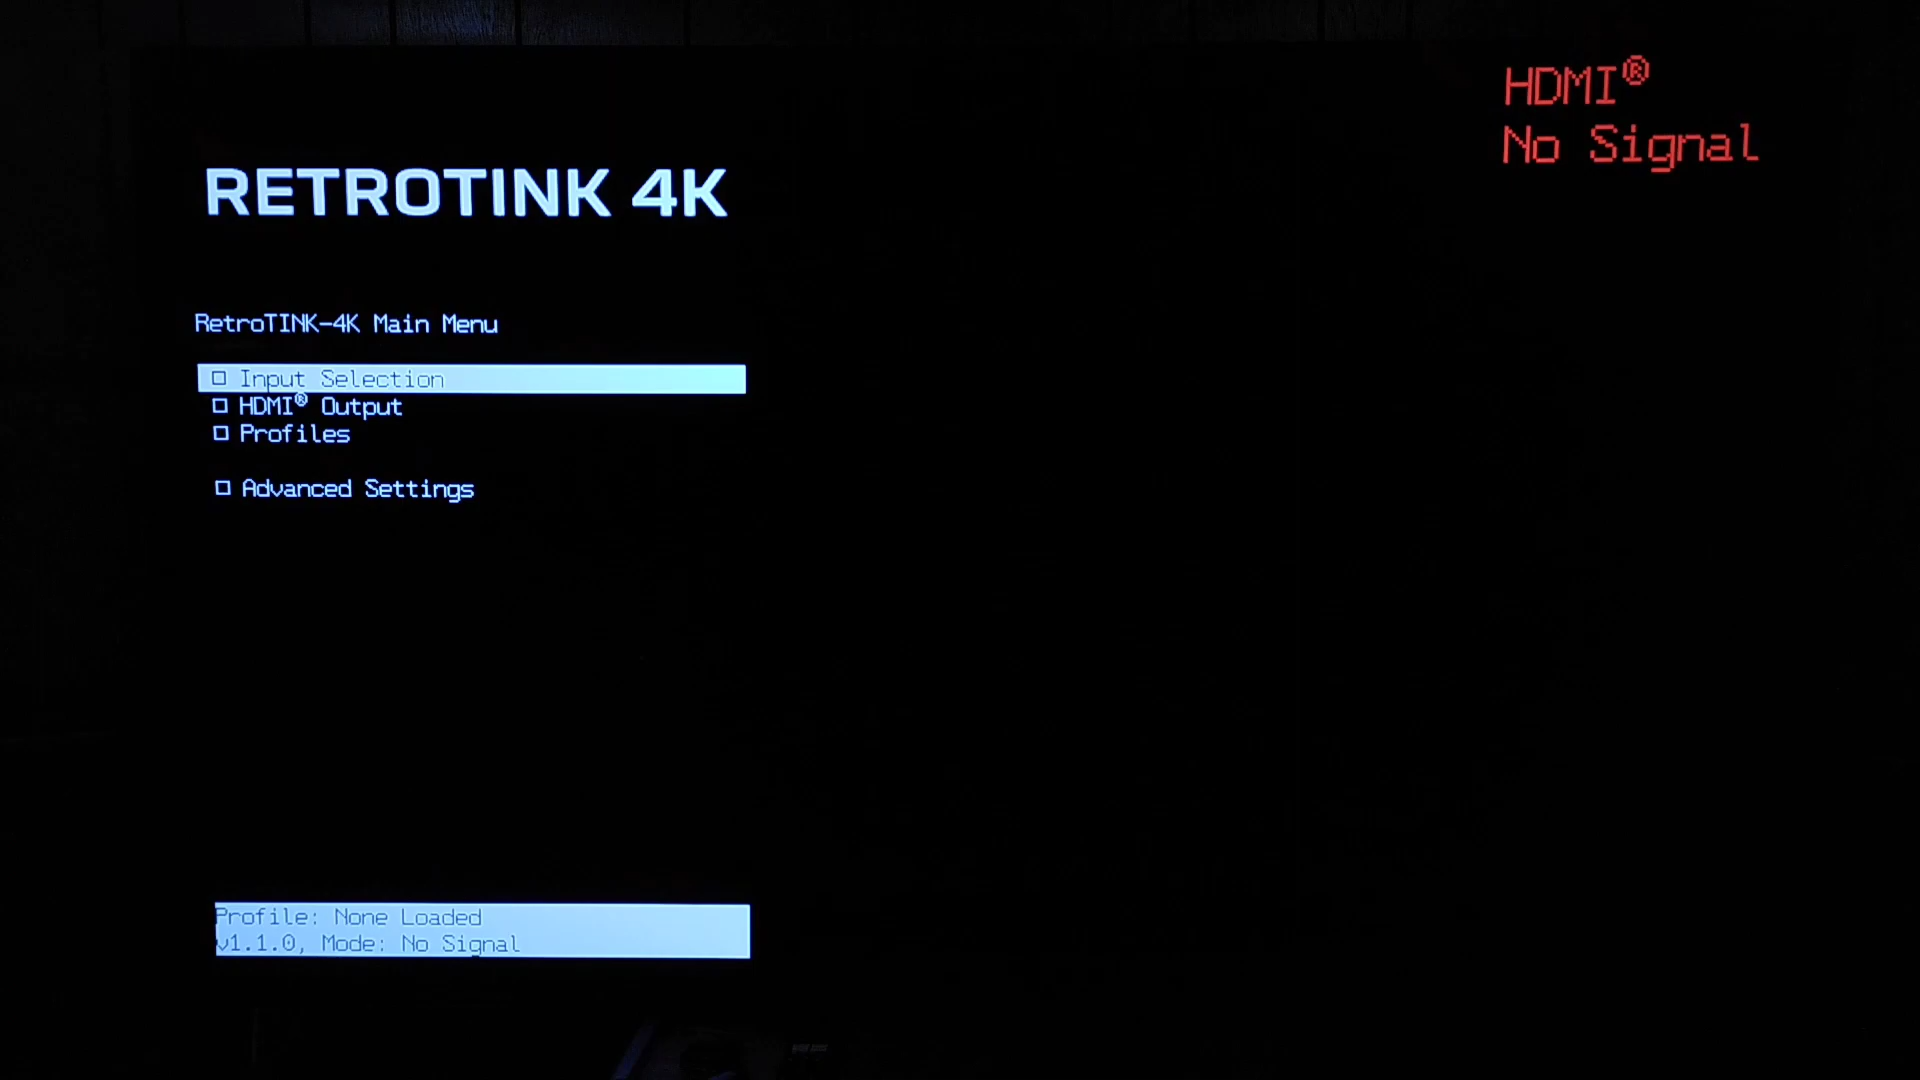 HDMI®
No Signal
RETROTINK 4K
RetroTINK-4K Main Menu
Input Selection
HDMI® Output
Profiles
Advanced Settings
Profile: None Loaded
v1.1.0, Mode: No Signal